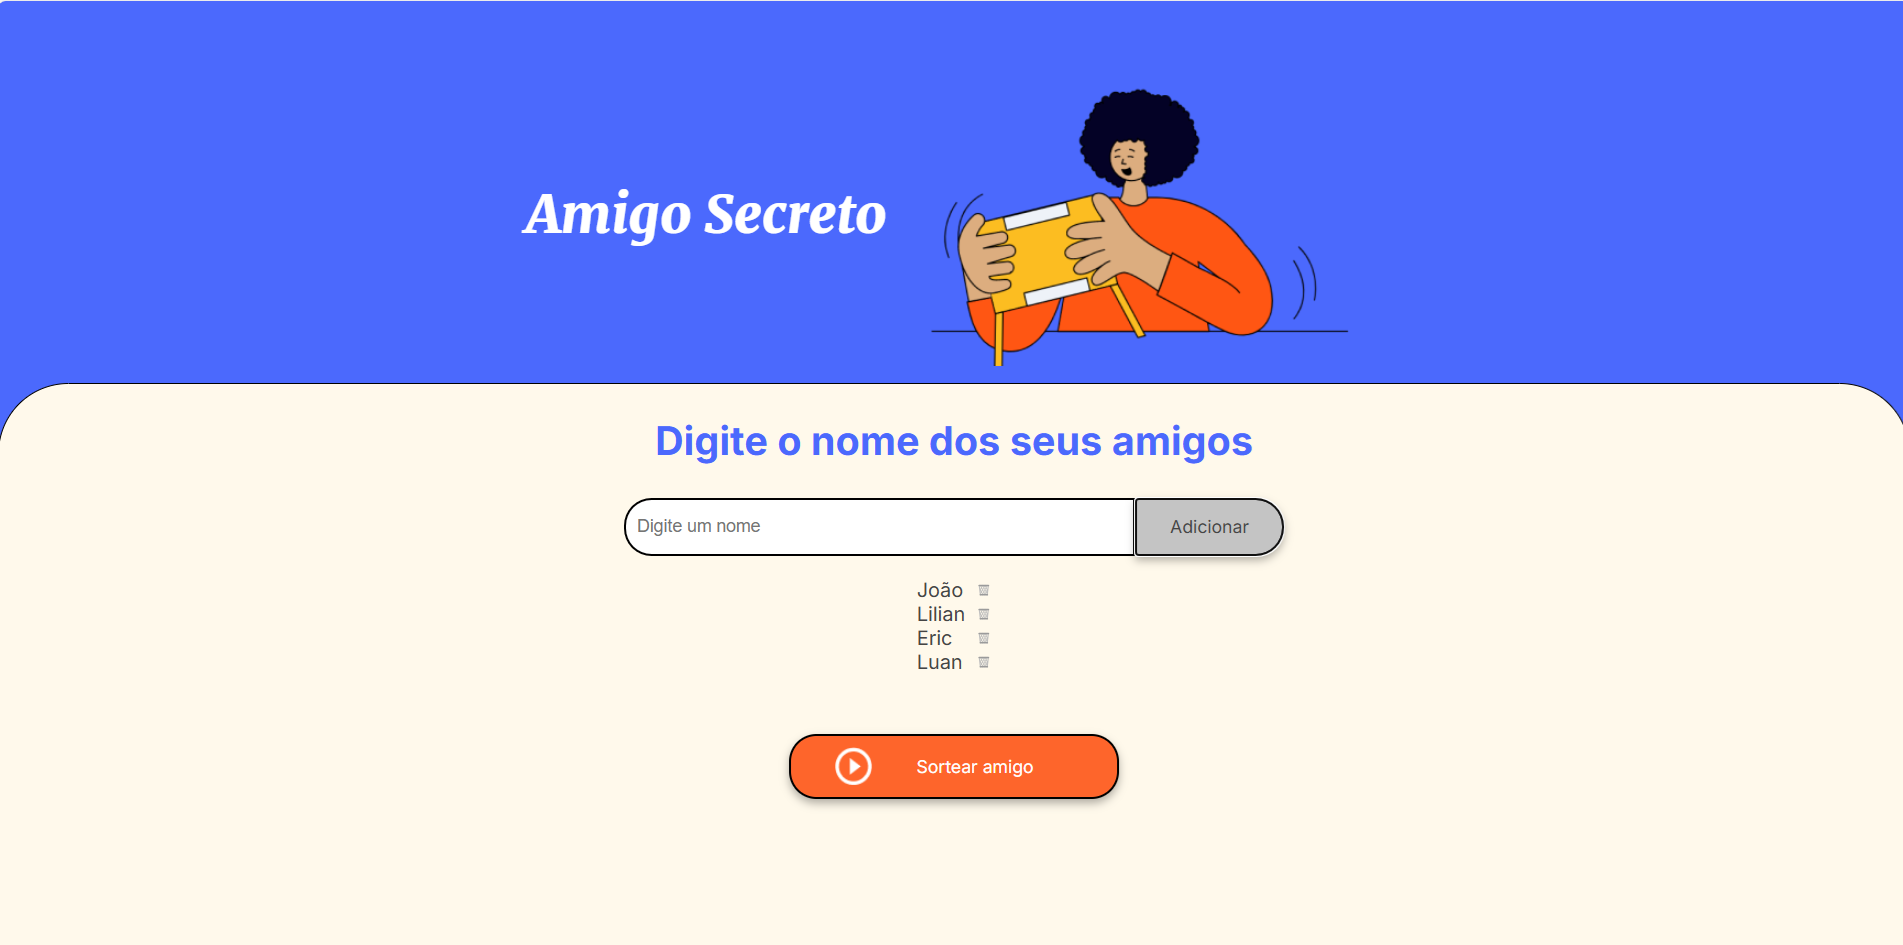 Amigo Secreto
Digite o nome dos seus amigos
Digite um nome
Adicionar
João
Lilian
Eric
Luan
Sortear amigo